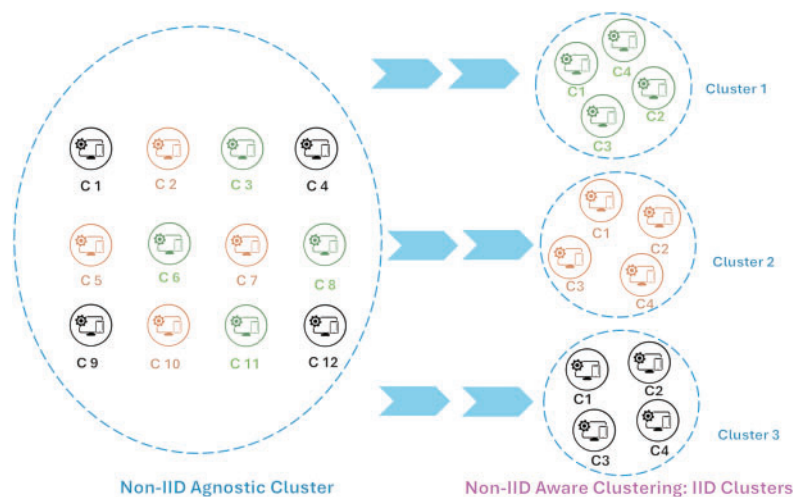 C4
C1
C2
C3
Cluster 1
C 1
C 2
C 3
C 4
C1
C2
C3
C4
Cluster 2
C 5
C 6
C 7
C 8
C 9
C 10
C 11
C 12
C1
C2
C3
C4
Cluster 3
Non-IID Agnostic Cluster
Non-IID Aware Clustering: IID Clusters